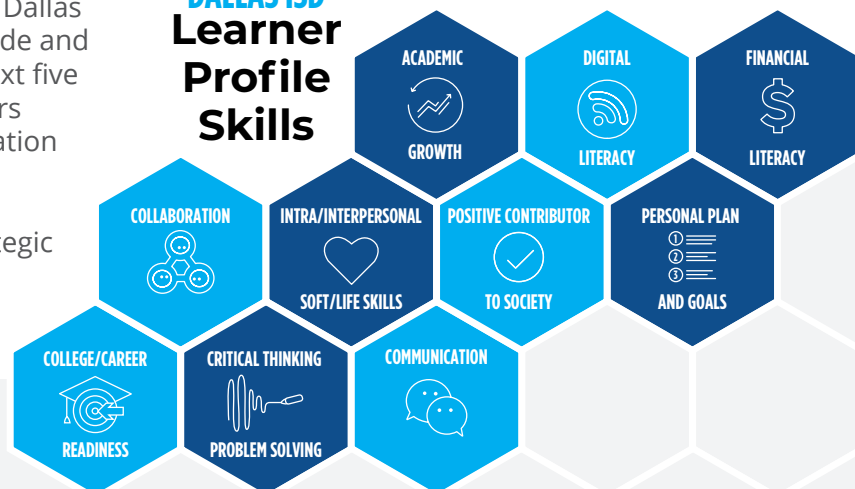 Dallas
de and
xt five
rs
ation
tegic
DALLAS ISD
Learner
Profile
Skills
ACADEMIC
GROWTH
DIGITAL
LITERACY
FINANCIAL
$
LITERACY
COLLABORATION
INTRA/INTERPERSONAL
SOFT/LIFE SKILLS
POSITIVE CONTRIBUTOR
TO SOCIETY
PERSONAL PLAN
1
2
3
AND GOALS
COLLEGE/CAREER
READINESS
CRITICAL THINKING
PROBLEM SOLVING
COMMUNICATION